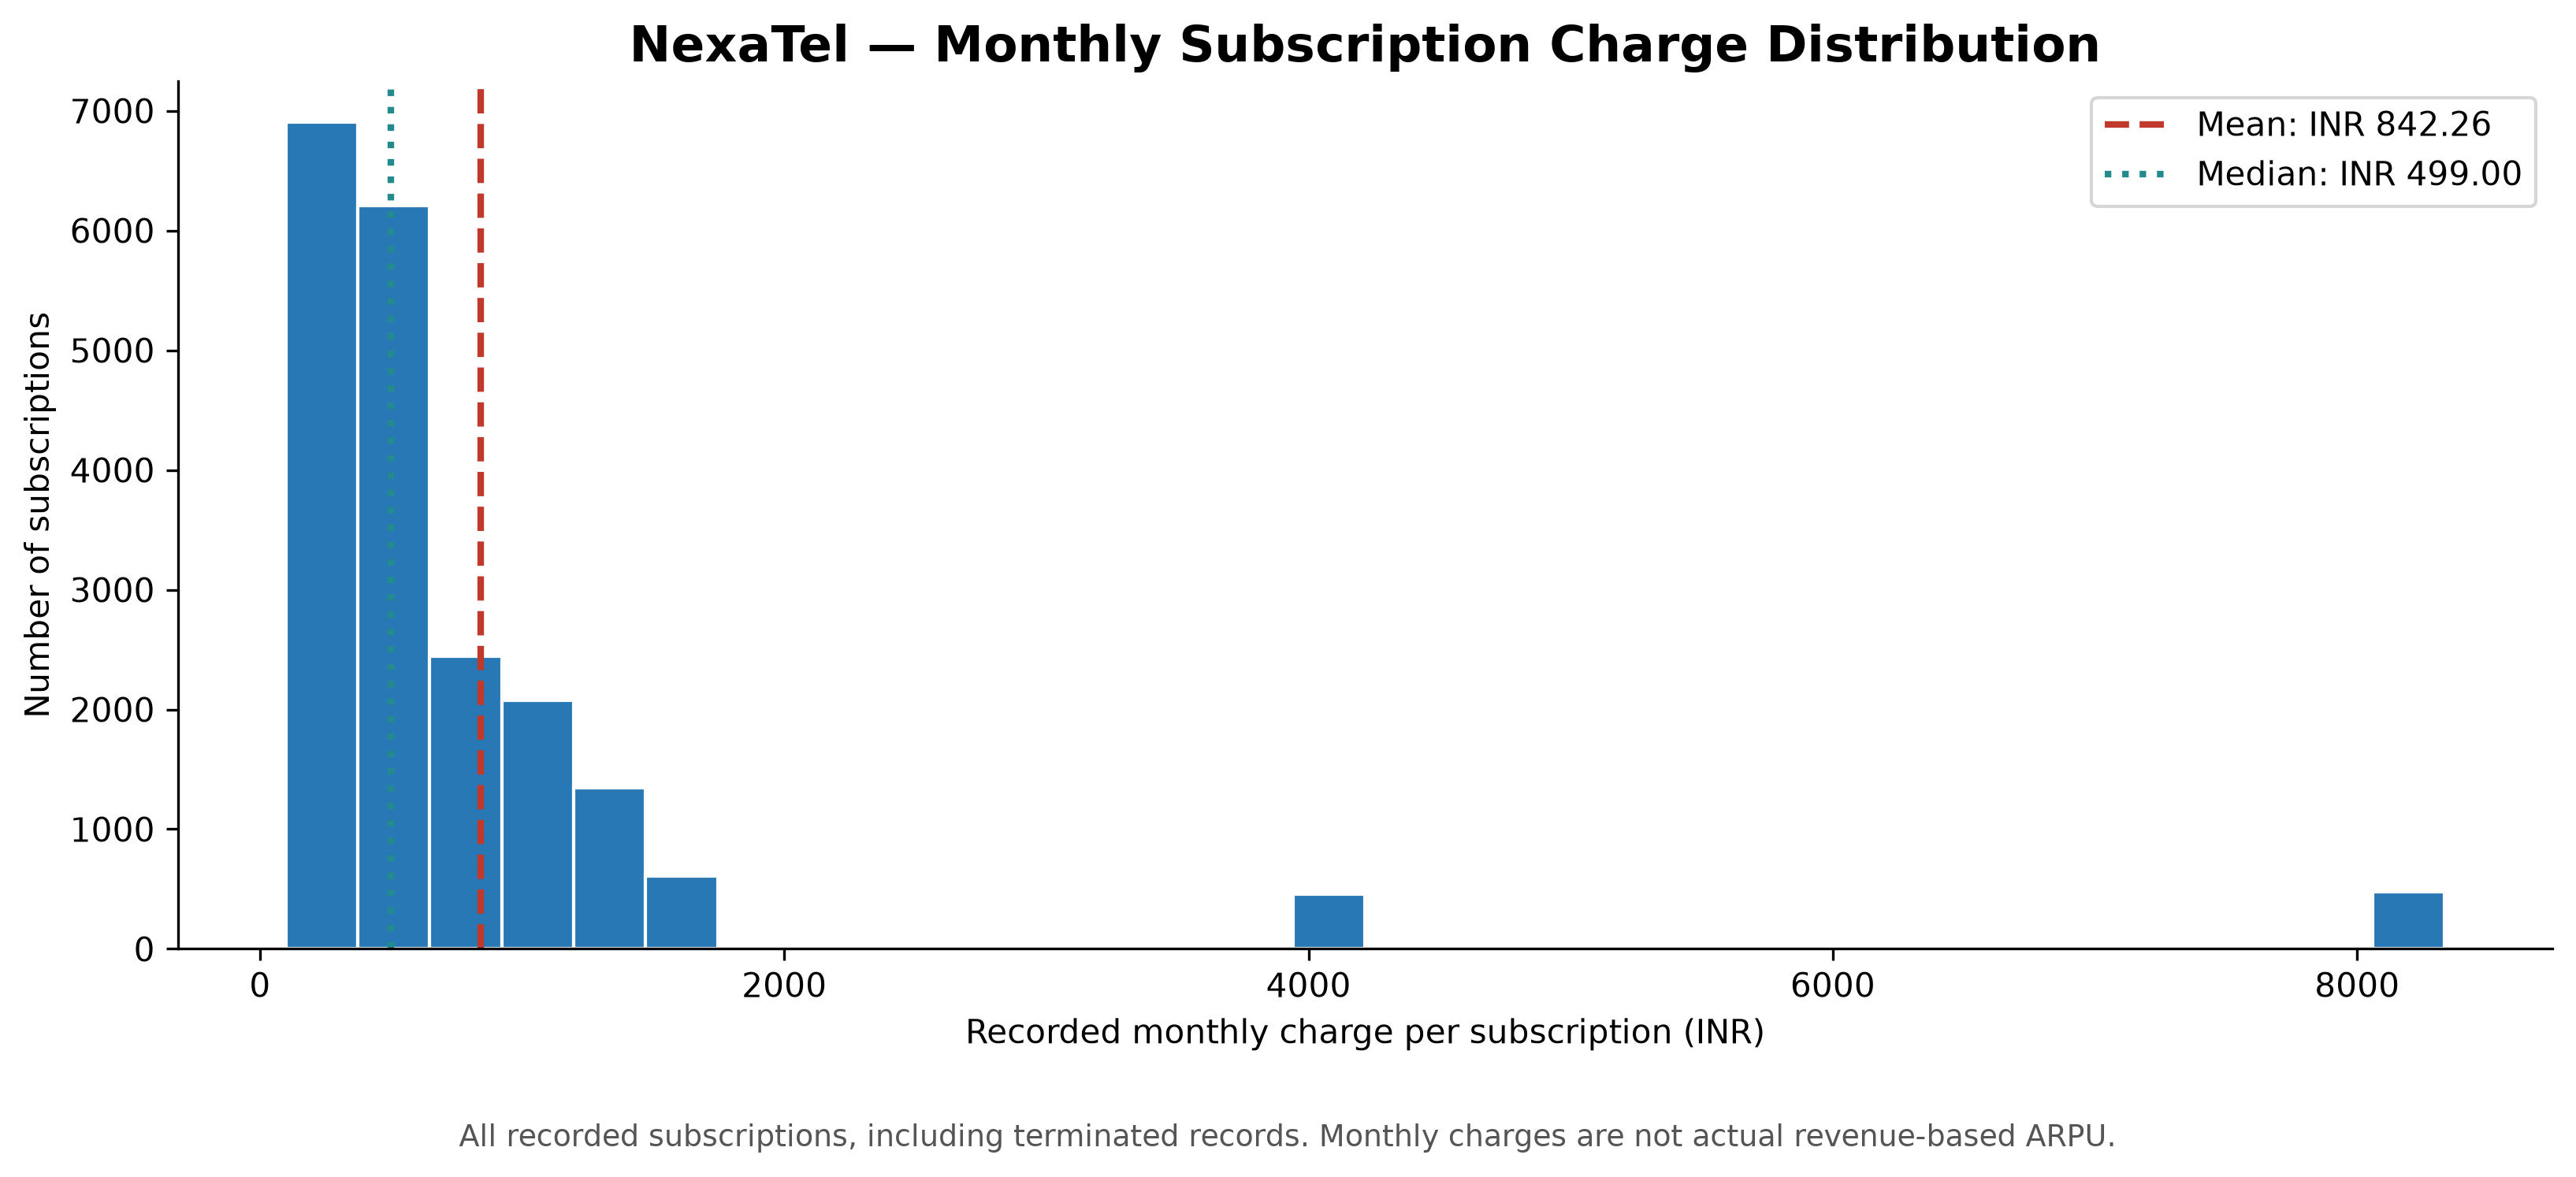 NexaTel — Monthly Subscription Charge Distribution
Mean: INR 842.26
Median: INR 499.00
Number of subscriptions
7000
6000
5000
4000
3000
2000
1000
0
0 2000 4000 6000 8000
Recorded monthly charge per subscription (INR)
All recorded subscriptions, including terminated records. Monthly charges are not actual revenue-based ARPU.